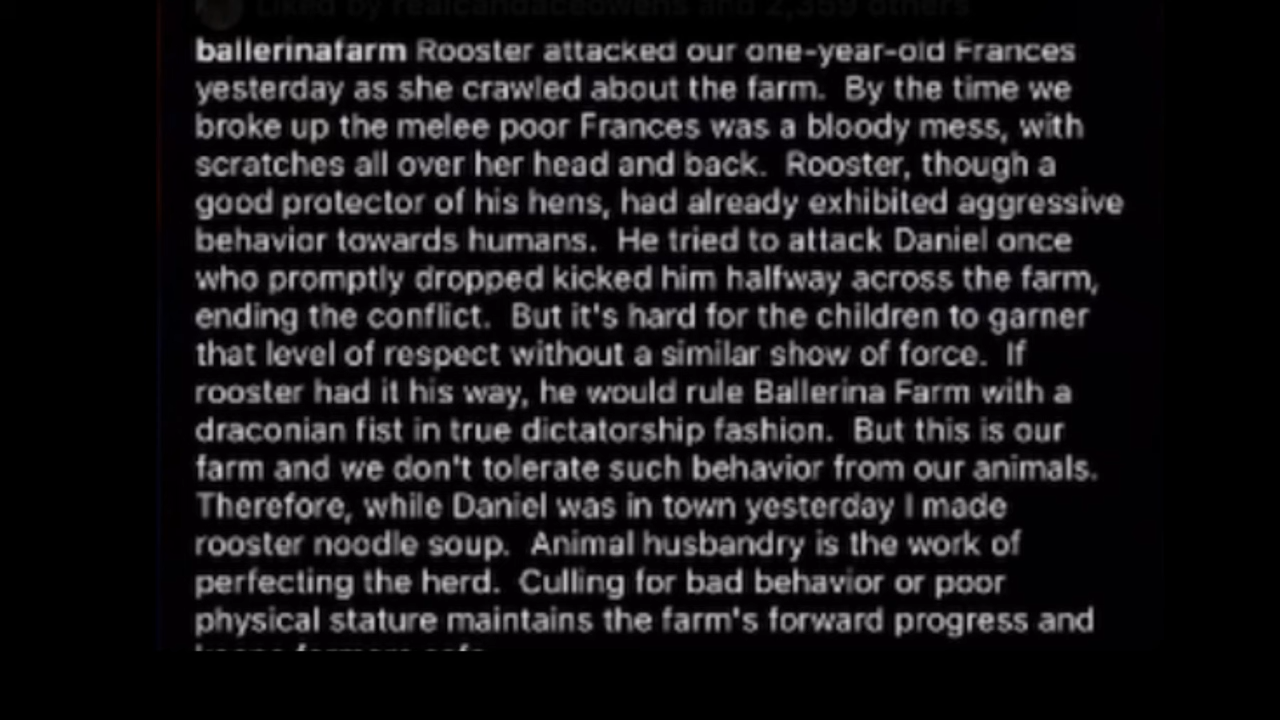 Liked by realcandaceowens and 2,359 others
ballerinafarm Rooster attacked our one-year-old Frances
yesterday as she crawled about the farm.  By the time we
broke up the melee poor Frances was a bloody mess, with
scratches all over her head and back.  Rooster, though a
good protector of his hens, had already exhibited aggressive
behavior towards humans.  He tried to attack Daniel once
who promptly dropped kicked him halfway across the farm,
ending the conflict.  But it's hard for the children to garner
that level of respect without a similar show of force.  If
rooster had it his way, he would rule Ballerina Farm with a
draconian fist in true dictatorship fashion.  But this is our
farm and we don't tolerate such behavior from our animals.
Therefore, while Daniel was in town yesterday I made
rooster noodle soup.  Animal husbandry is the work of
perfecting the herd.  Culling for bad behavior or poor
physical stature maintains the farm's forward progress and